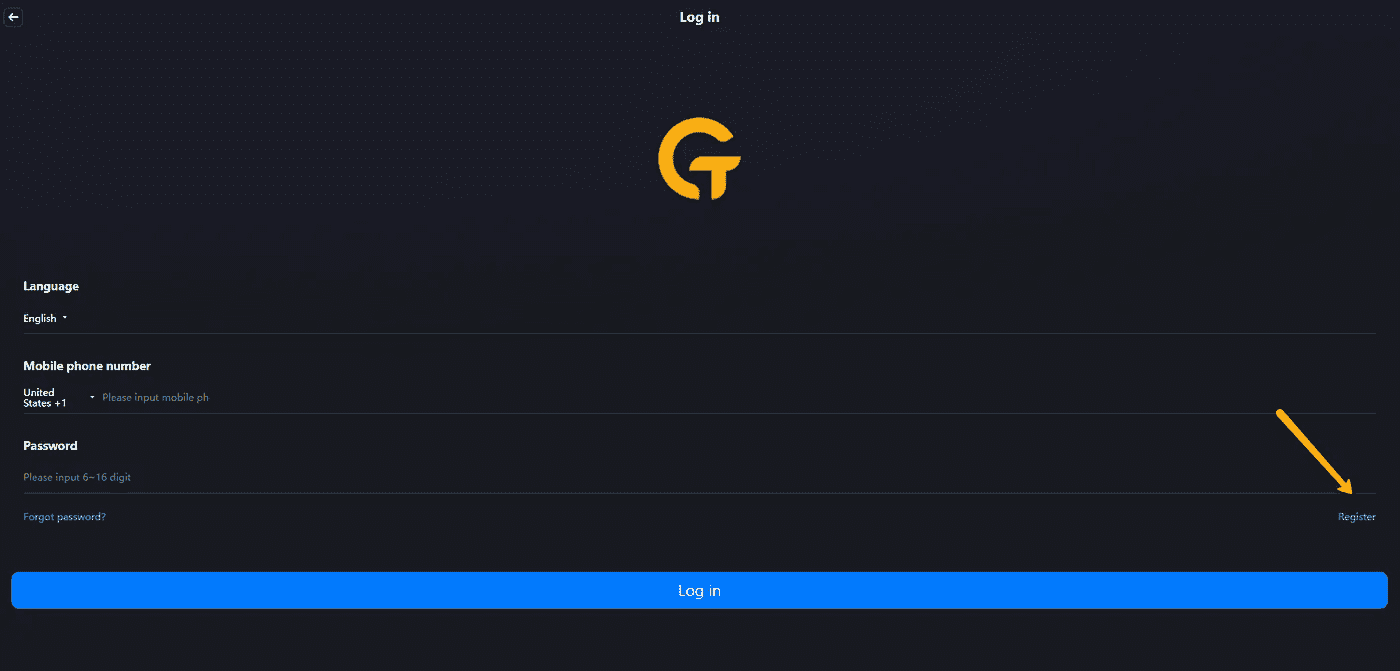 Log in
Language
English
Mobile phone number
United
States +1
Please input mobile ph
Password
Please input 6~16 digit
Forgot password?
Register
Log in